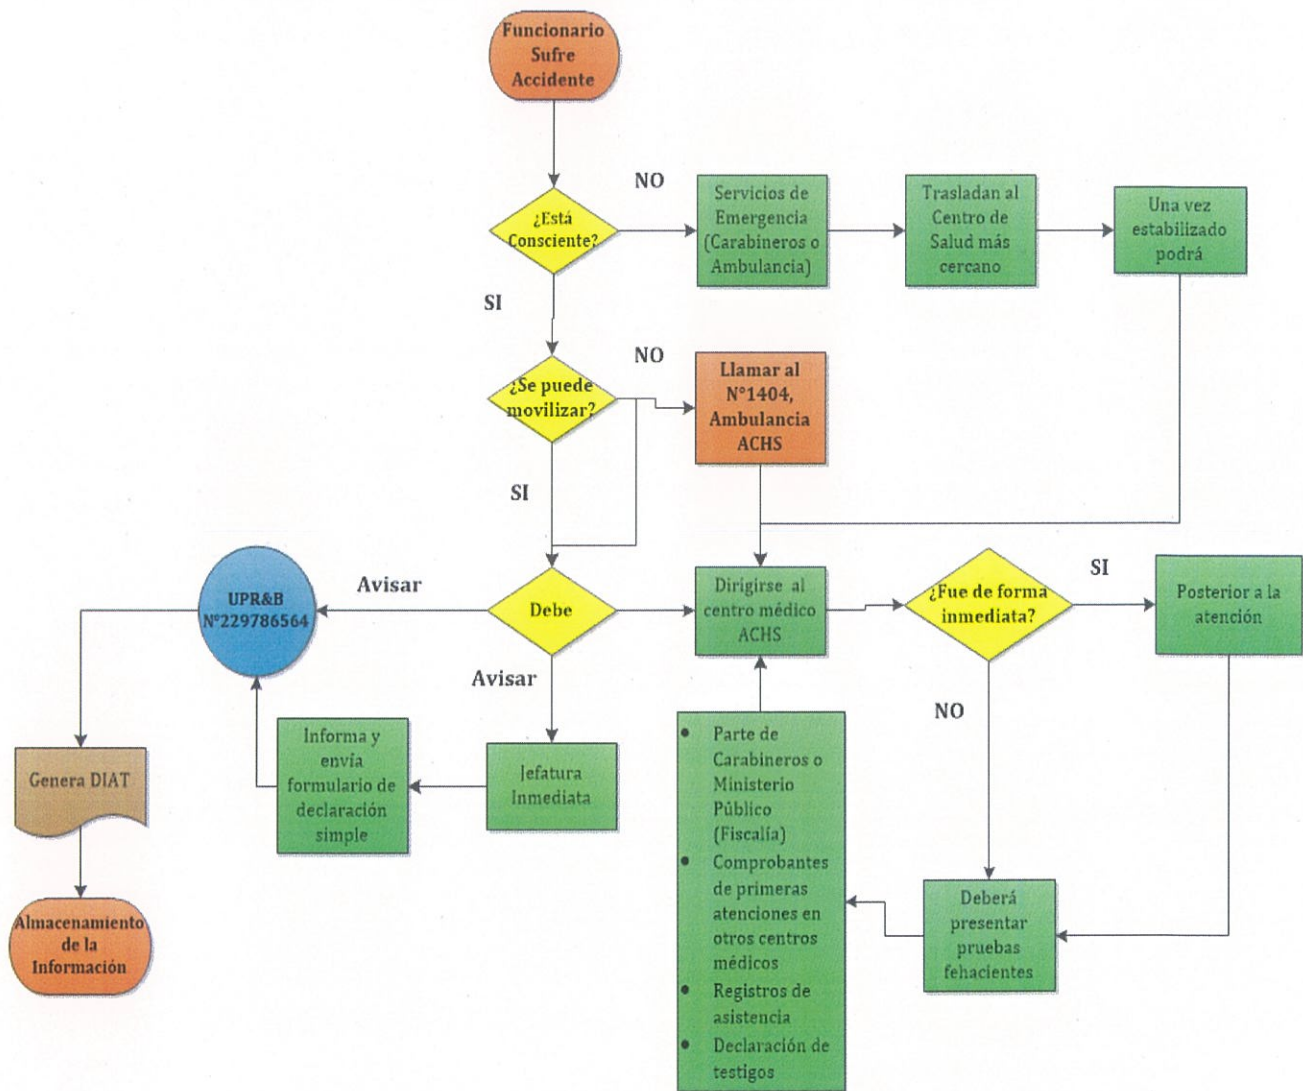 Funcionario
Sufre
Accidente
NO
¿Está
Consciente?
Servicios de
Emergencia
(Carabineros o
Ambulancia)
Trasladan al
Centro de
Salud más
cercano
Una vez
estabilizado
podrá
SI
NO
¿Se puede
movilizar?
Llamar al
N°1404,
Ambulancia
ACHS
SI
UPR&B
N°229786564
Avisar
Debe
Dirigirse al
centro médico
ACHS
¿Fue de forma
inmediata?
SI
Posterior a la
atención
Avisar
NO
Genera DIAT
Informa y
envía
formulario de
declaración
simple
Jefatura
Inmediata
• Parte de
Carabineros o
Ministerio
Público
(Fiscalía)
• Comprobantes
de primeras
atenciones en
otros centros
médicos
• Registros de
asistencia
• Declaración de
testigos
Deberá
presentar
pruebas
fehacientes
Almacenamiento
de la
Información